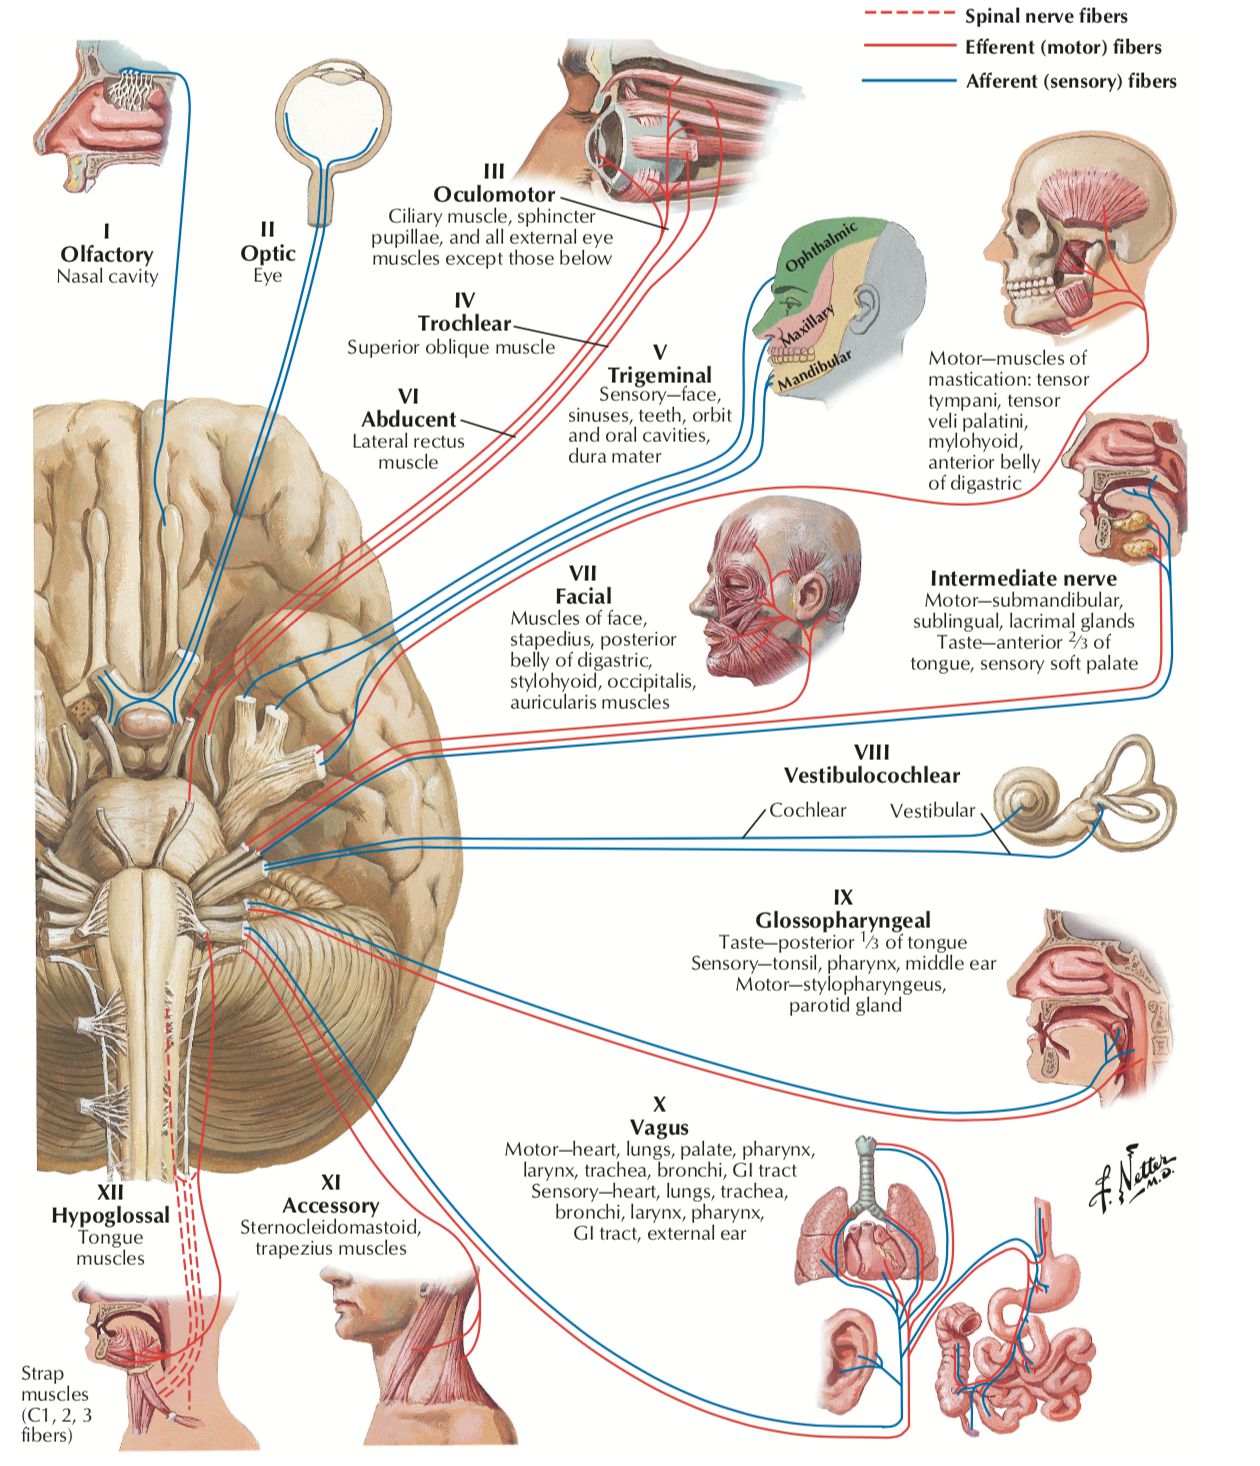 Spinal nerve fibers
Efferent (motor) fibers
Afferent (sensory) fibers
I
Olfactory
Nasal cavity
II
Optic
Eye
III
Oculomotor
Ciliary muscle, sphincter
pupillae, and all external eye
muscles except those below
IV
Trochlear
Superior oblique muscle
VI
Abducent
Lateral rectus
muscle
V
Trigeminal
Sensory—face,
sinuses, teeth, orbit
and oral cavities,
dura mater
Ophthalmic
Maxillary
Mandibular
Motor—muscles of
mastication: tensor
tympani, tensor
veli palatini,
mylohyoid,
anterior belly
of digastric
VII
Facial
Muscles of face,
stapedius, posterior
belly of digastric,
stylohyoid, occipitalis,
auricularis muscles
Intermediate nerve
Motor—submandibular,
sublingual, lacrimal glands
Taste—anterior 2/3 of
tongue, sensory soft palate
VIII
Vestibulocochlear
Cochlear
Vestibular
IX
Glossopharyngeal
Taste—posterior 1/3 of tongue
Sensory—tonsil, pharynx, middle ear
Motor—stylopharyngeus,
parotid gland
X
Vagus
Motor—heart, lungs, palate, pharynx,
larynx, trachea, bronchi, GI tract
Sensory—heart, lungs, trachea,
bronchi, larynx, pharynx,
GI tract, external ear
XI
Accessory
Sternocleidomastoid,
trapezius muscles
XII
Hypoglossal
Tongue
muscles
Strap
muscles
(C1, 2, 3
fibers)
F. Netter
M.D.